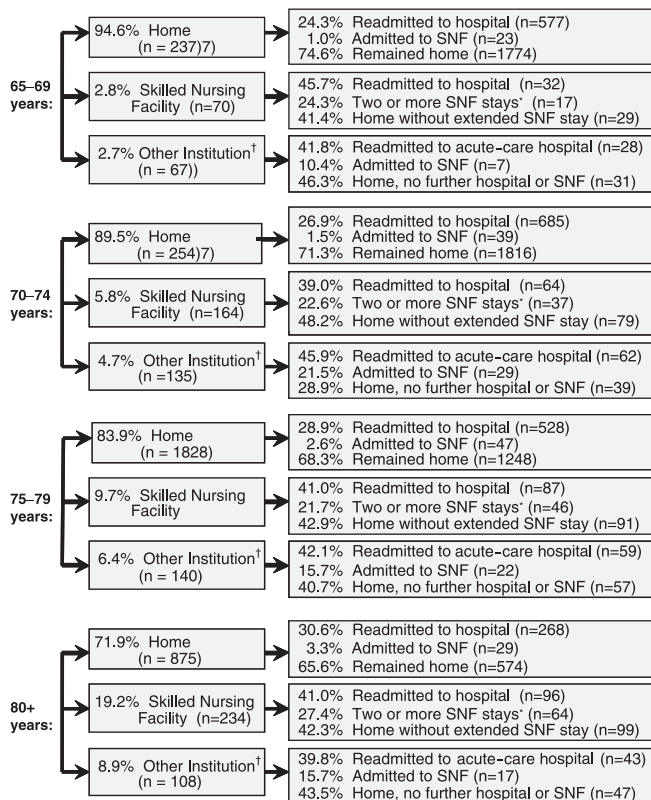 65–69
years:
94.6% Home
(n = 237)7)
24.3% Readmitted to hospital (n=577)
1.0% Admitted to SNF (n=23)
74.6% Remained home (n=1774)
2.8% Skilled Nursing
Facility (n=70)
45.7% Readmitted to hospital (n=32)
24.3% Two or more SNF stays* (n=17)
41.4% Home without extended SNF stay (n=29)
2.7% Other Institution†
(n = 67))
41.8% Readmitted to acute-care hospital (n=28)
10.4% Admitted to SNF (n=7)
46.3% Home, no further hospital or SNF (n=31)
70–74
years:
89.5% Home
(n = 254)7
26.9% Readmitted to hospital (n=685)
1.5% Admitted to SNF (n=39)
71.3% Remained home (n=1816)
5.8% Skilled Nursing
Facility (n=164)
39.0% Readmitted to hospital (n=64)
22.6% Two or more SNF stays* (n=37)
48.2% Home without extended SNF stay (n=79)
4.7% Other Institution†
(n =135)
45.9% Readmitted to acute-care hospital (n=62)
21.5% Admitted to SNF (n=29)
28.9% Home, no further hospital or SNF (n=39)
75–79
years:
83.9% Home
(n = 1828)
28.9% Readmitted to hospital (n=528)
2.6% Admitted to SNF (n=47)
68.3% Remained home (n=1248)
9.7% Skilled Nursing
Facility
41.0% Readmitted to hospital (n=87)
21.7% Two or more SNF stays* (n=46)
42.9% Home without extended SNF stay (n=91)
6.4% Other Institution†
(n = 140)
42.1% Readmitted to acute-care hospital (n=59)
15.7% Admitted to SNF (n=22)
40.7% Home, no further hospital or SNF (n=57)
80+
years:
71.9% Home
(n = 875)
30.6% Readmitted to hospital (n=268)
3.3% Admitted to SNF (n=29)
65.6% Remained home (n=574)
19.2% Skilled Nursing
Facility (n=234)
41.0% Readmitted to hospital (n=96)
27.4% Two or more SNF stays* (n=64)
42.3% Home without extended SNF stay (n=99)
8.9% Other Institution†
(n = 108)
39.8% Readmitted to acute-care hospital (n=43)
15.7% Admitted to SNF (n=17)
43.5% Home, no further hospital or SNF (n=47)